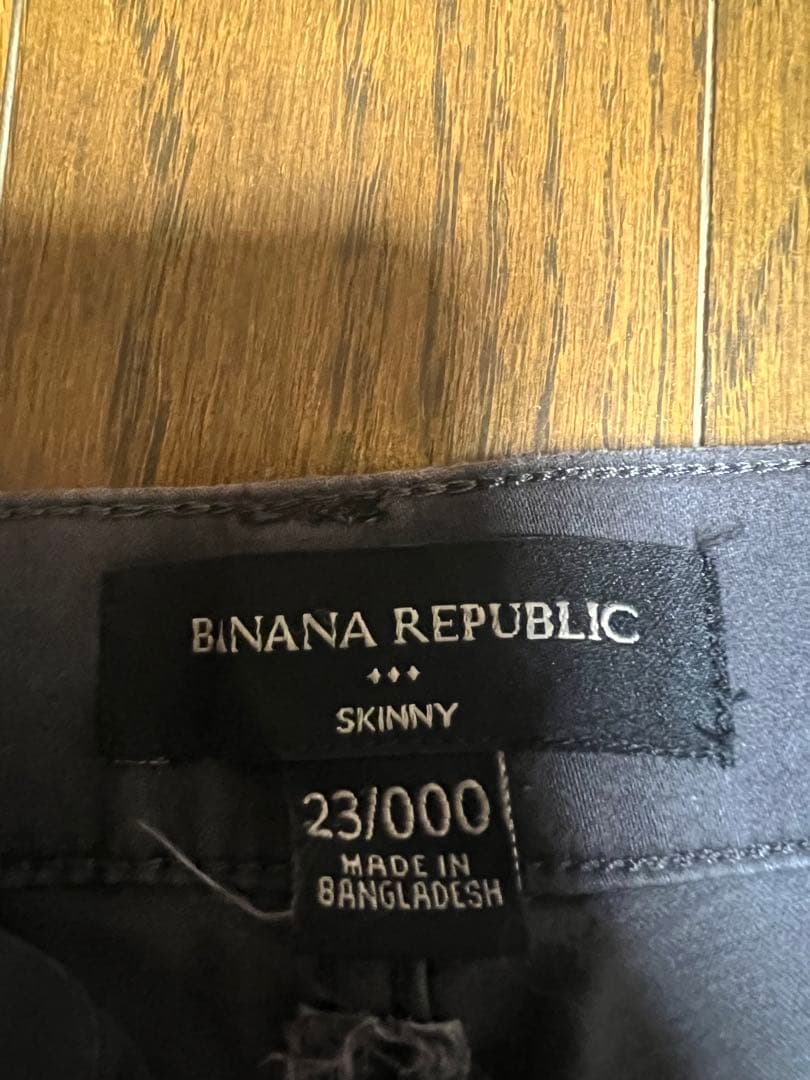 BANANA REPUBLIC
SKINNY
23/000
MADE IN
BANGLADESH